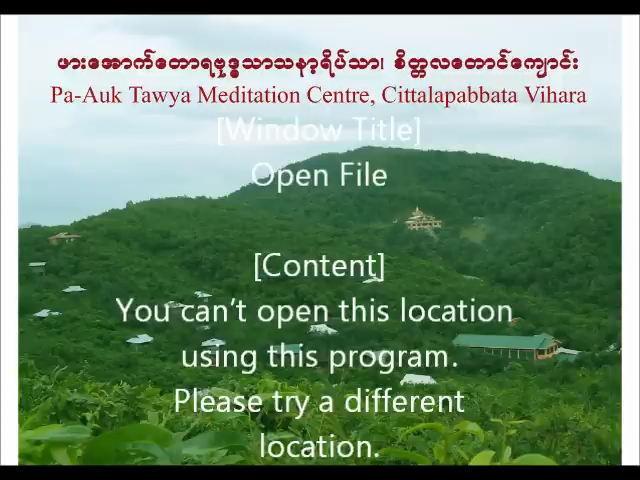 ဖားအောက်တောရဗုဒ္ဓသာသနာ့ရိပ်သာ၊ စိတ္တလတောင်ကျောင်း
Pa-Auk Tawya Meditation Centre, Cittalapabbata Vihara
[Window Title]
Open File
[Content]
You can't open this location
using this program.
Please try a different
location.